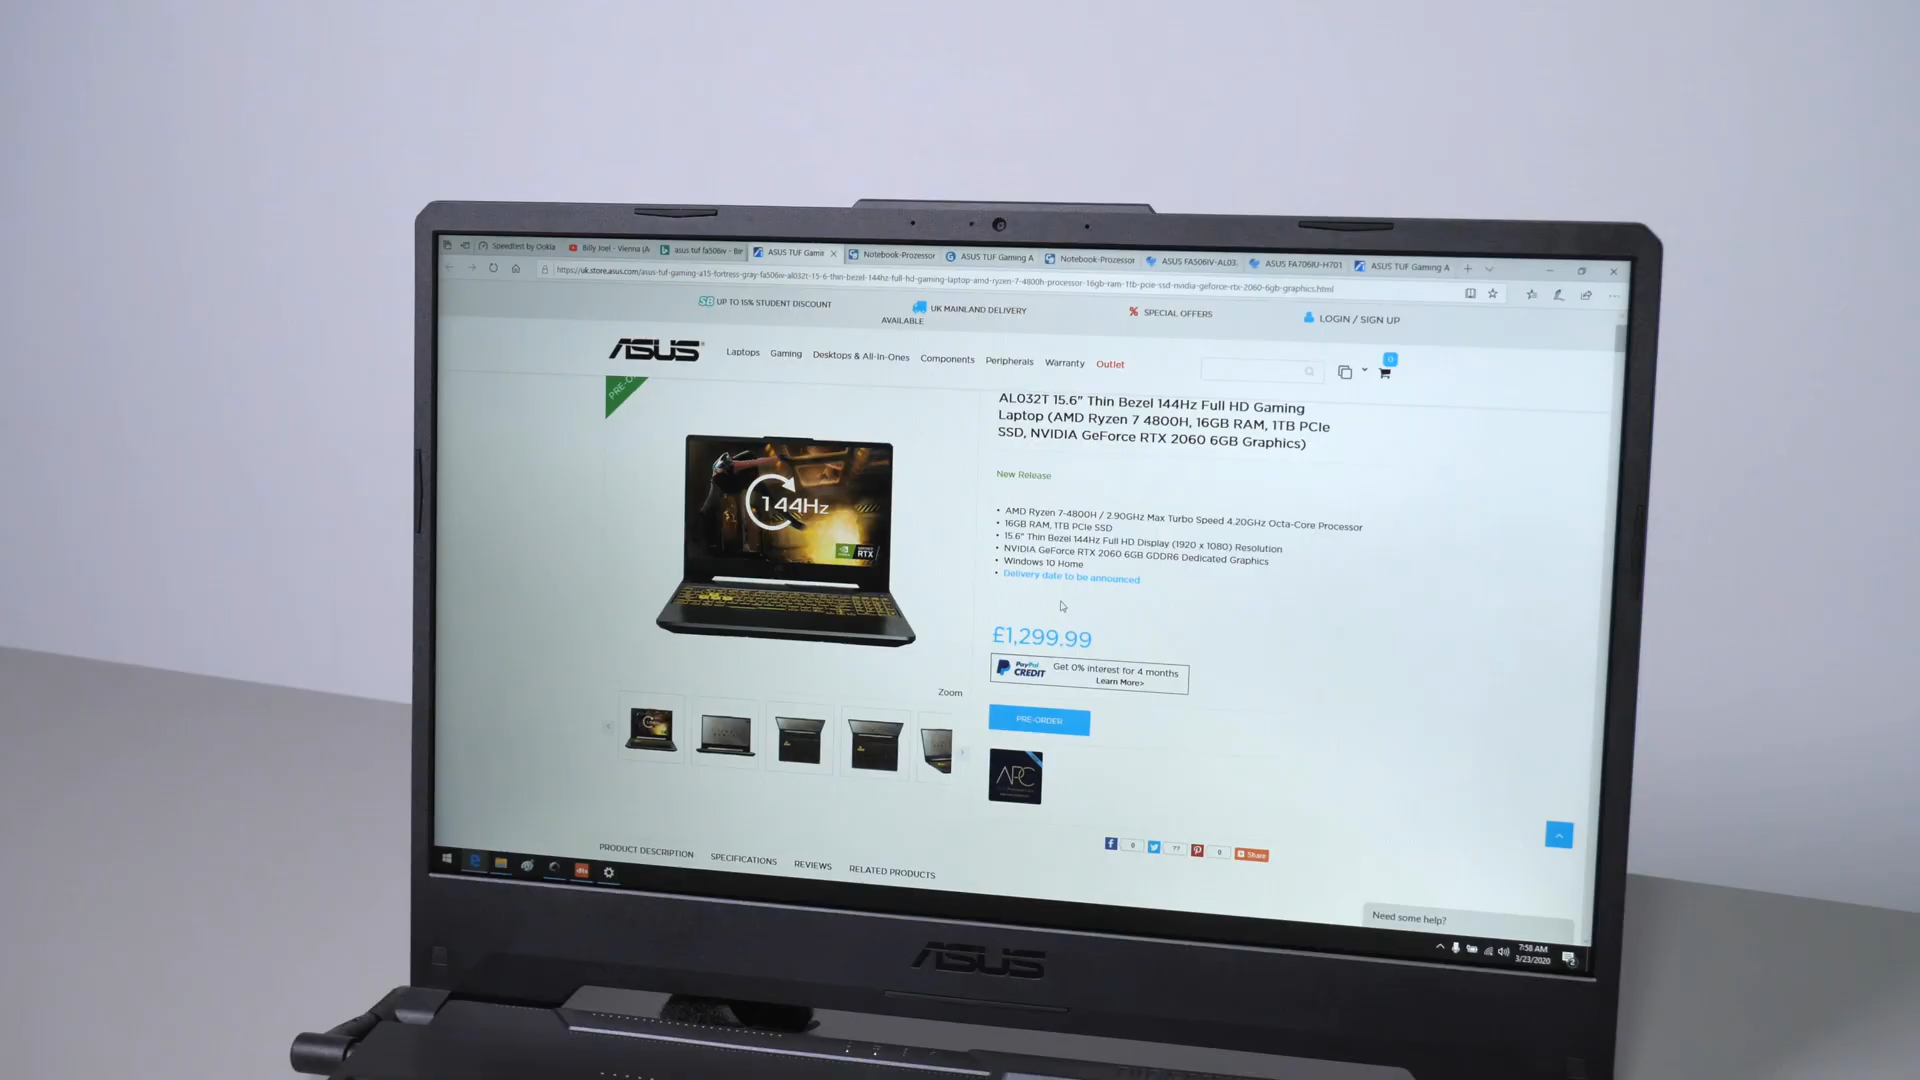 Speedtest by Ookla
Billy Joel - Vienna (A
asus tuf fa506iv - Bir
ASUS TUF Gamin
Notebook-Prozessor
ASUS TUF Gaming A
Notebook-Prozessor
ASUS FA506IV-AL03
ASUS FA706IU-H701
ASUS TUF Gaming A
https://uk.store.asus.com/asus-tuf-gaming-a15-fortress-gray-fa506iv-al032t-15-6-thin-bezel-144hz-full-hd-gaming-laptop-amd-ryzen-7-4800h-processor-16gb-ram-1tb-pcie-ssd-nvidia-geforce-rtx-2060-6gb-graphics.html
SB UP TO 15% STUDENT DISCOUNT
UK MAINLAND DELIVERY
AVAILABLE
% SPECIAL OFFERS
LOGIN / SIGN UP
ASUS
Laptops Gaming Desktops & All-In-Ones Components Peripherals Warranty Outlet
0
PRE-O
AL032T 15.6" Thin Bezel 144Hz Full HD Gaming
Laptop (AMD Ryzen 7 4800H, 16GB RAM, 1TB PCIe
SSD, NVIDIA GeForce RTX 2060 6GB Graphics)
New Release
• AMD Ryzen 7-4800H / 2.90GHz Max Turbo Speed 4.20GHz Octa-Core Processor
• 16GB RAM, 1TB PCIe SSD
• 15.6" Thin Bezel 144Hz Full HD Display (1920 x 1080) Resolution
• NVIDIA GeForce RTX 2060 6GB GDDR6 Dedicated Graphics
• Windows 10 Home
• Delivery date to be announced
144Hz
RTX
£1,299.99
PayPal CREDIT
Get 0% interest for 4 months
Learn More>
Zoom
PRE-ORDER
APC
0
??
0
Share
PRODUCT DESCRIPTION SPECIFICATIONS REVIEWS RELATED PRODUCTS
Need some help?
dts
7:58 AM
3/23/2020
2
ASUS